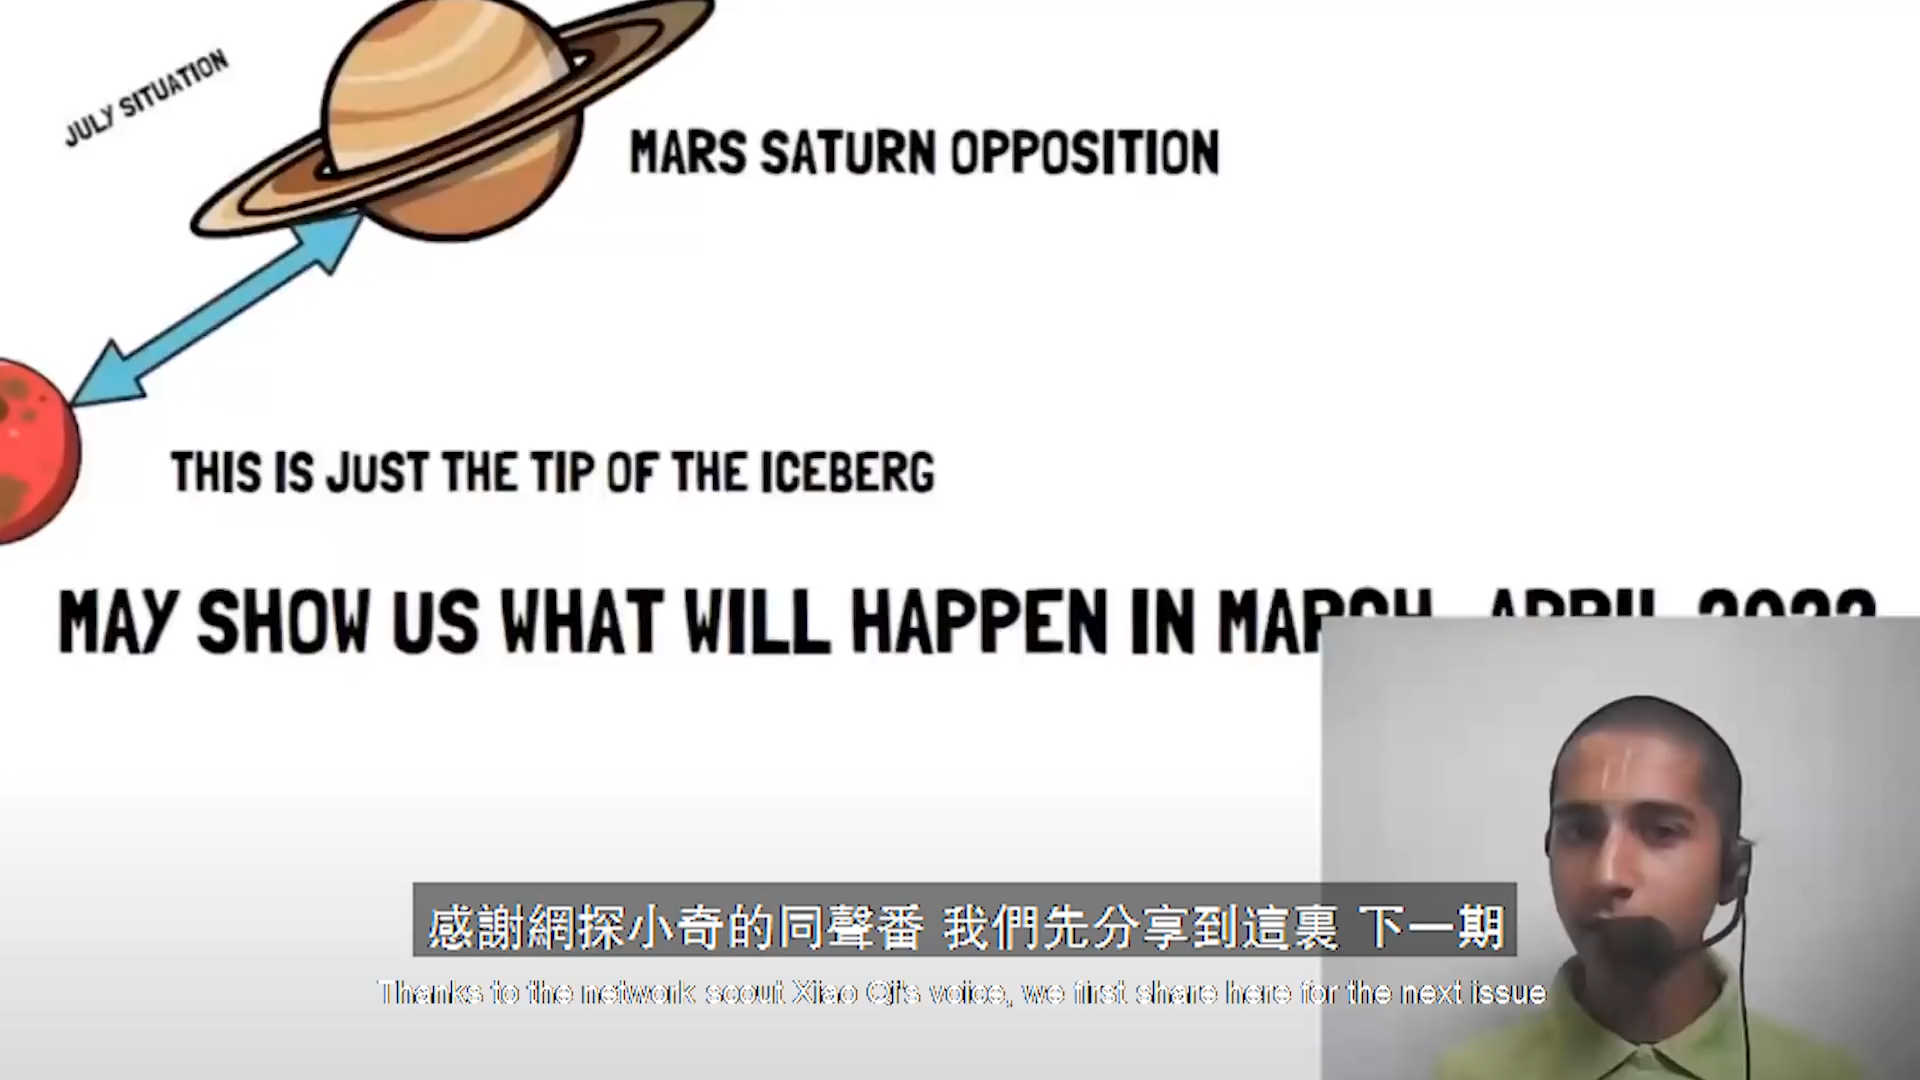 JULY SITUATION
MARS SATURN OPPOSITION
THIS IS JUST THE TIP OF THE ICEBERG
MAY SHOW US WHAT WILL HAPPEN IN MARCH, APRIL
感謝網探小奇的同聲番 我們先分享到這裏 下一期
Thanks to the network scout Xiao Qi's voice, we first share here for the next issue